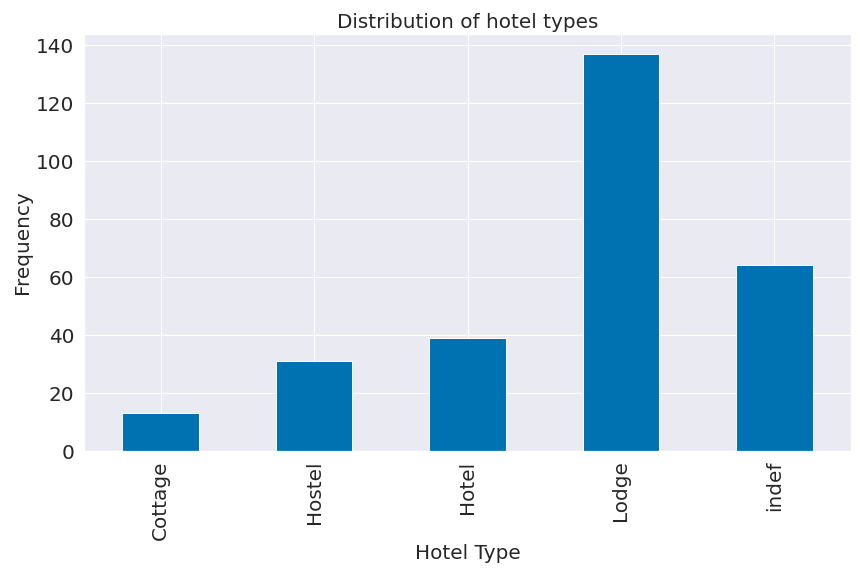 Distribution of hotel types
Frequency
140
120
100
80
60
40
20
0
Cottage
Hostel
Hotel
Lodge
indef
Hotel Type